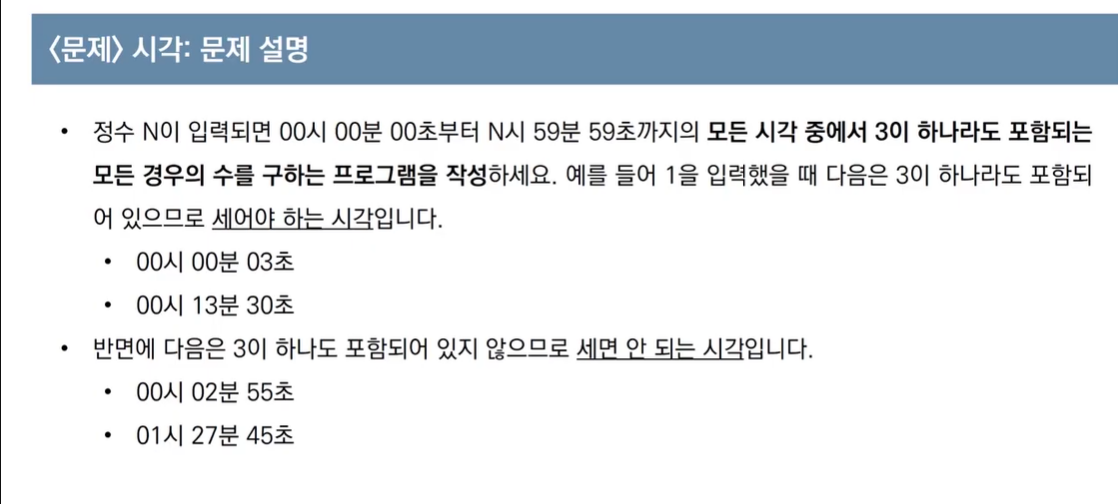 〈문제〉 시각: 문제 설명
• 정수 N이 입력되면 00시 00분 00초부터 N시 59분 59초까지의 모든 시각 중에서 3이 하나라도 포함되는
모든 경우의 수를 구하는 프로그램을 작성하세요. 예를 들어 1을 입력했을 때 다음은 3이 하나라도 포함되
어 있으므로 세어야 하는 시각입니다.
• 00시 00분 03초
• 00시 13분 30초
• 반면에 다음은 3이 하나도 포함되어 있지 않으므로 세면 안 되는 시각입니다.
• 00시 02분 55초
• 01시 27분 45초